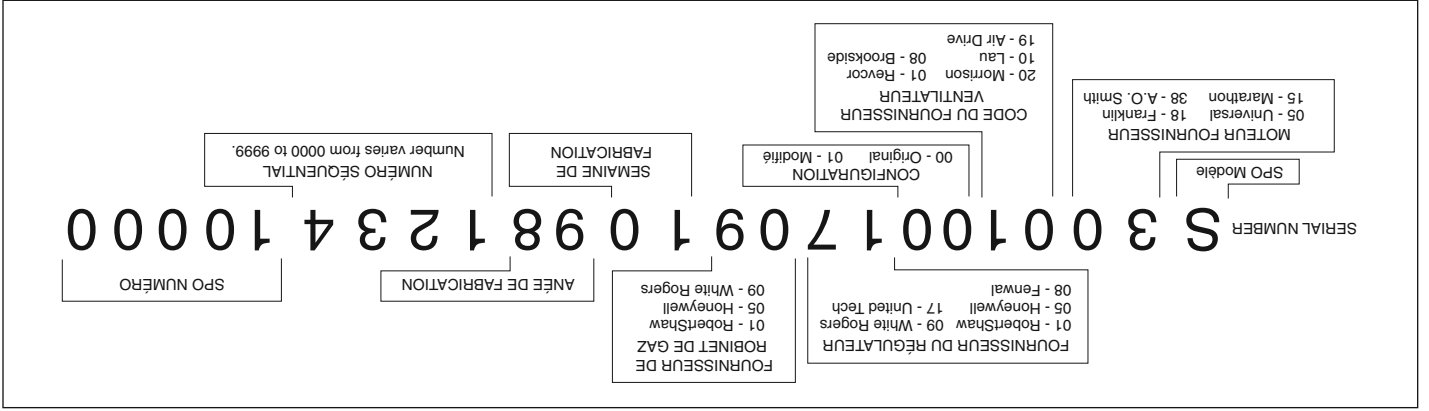 FOURNISSEUR DU RÉGULATEUR
01 - RobertShaw 09 - White Rogers
05 - Honeywell 17 - United Tech
08 - Fenwal
FOURNISSEUR DE
ROBINET DE GAZ
01 - RobertShaw
05 - Honeywell
09 - White Rogers
ANÉE DE FABRICATION
SPO NUMÉRO
SERIAL NUMBER S 3 0 0 1 0 0 1 7 0 9 1 0 9 8 1 2 3 4 1 0 0 0 0
SPO Modèle
MOTEUR FOURNISSEUR
05 - Universal 18 - Franklin
15 - Marathon 38 - A.O. Smith
CODE DU FOURNISSEUR
VENTILATEUR
20 - Morrison 01 - Revcor
10 - Lau 08 - Brookside
19 - Air Drive
CONFIGURATION
00 - Original 01 - Modifié
SEMAINE DE
FABRICATION
NUMÉRO SÉQUENTIAL
Number varies from 0000 to 9999.